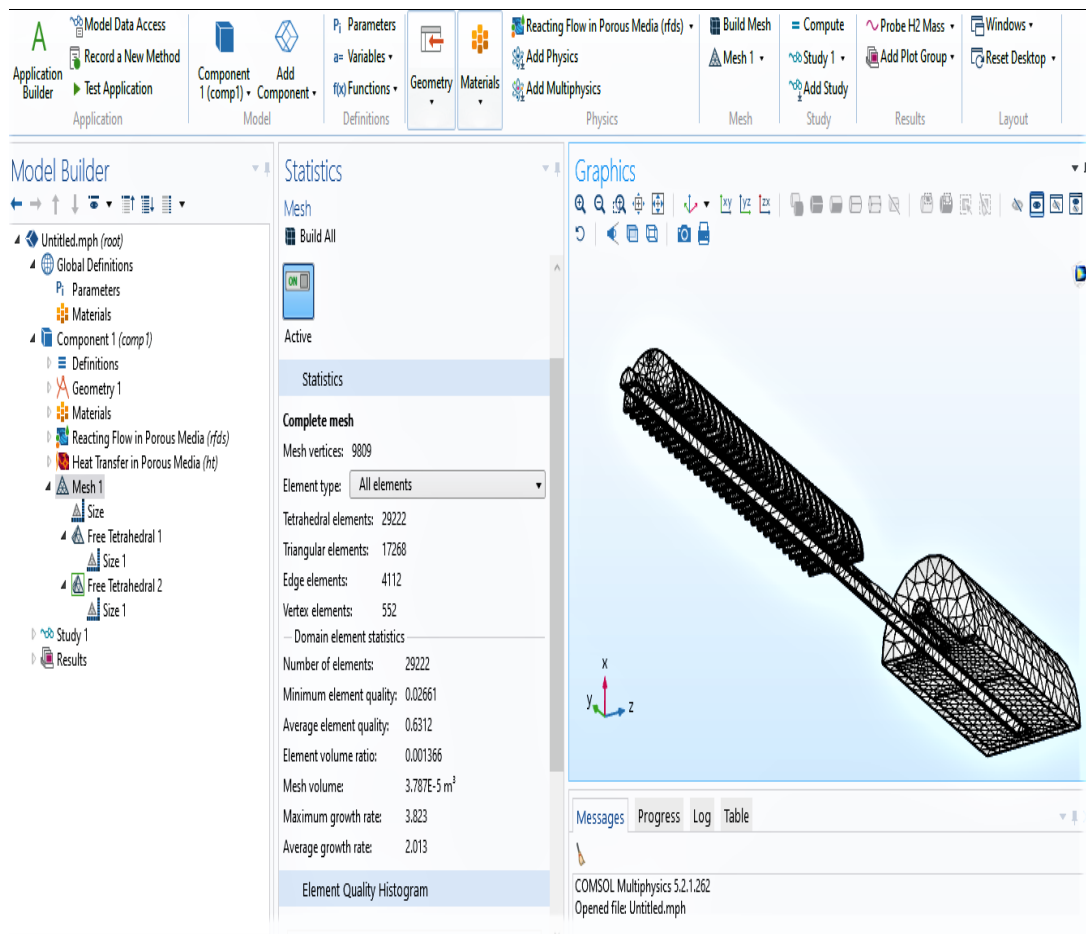 Model Data Access
Record a New Method
Test Application
Application
Builder
Application
Component
1 (comp1)
Add
Component
Model
Pi Parameters
a= Variables
f(x) Functions
Definitions
Geometry
Materials
Reacting Flow in Porous Media (rfds)
Add Physics
Add Multiphysics
Physics
Build Mesh
Mesh 1
Mesh
= Compute
Study 1
Add Study
Study
Probe H2 Mass
Add Plot Group
Results
Windows
Reset Desktop
Layout
Model Builder
Untitled.mph (root)
Global Definitions
Pi Parameters
Materials
Component 1 (comp1)
Definitions
Geometry 1
Materials
Reacting Flow in Porous Media (rfds)
Heat Transfer in Porous Media (ht)
Mesh 1
Size
Free Tetrahedral 1
Size 1
Free Tetrahedral 2
Size 1
Study 1
Results
Statistics
Mesh
Build All
ON
Active
Statistics
Complete mesh
Mesh vertices: 9809
Element type: All elements
Tetrahedral elements: 29222
Triangular elements: 17268
Edge elements: 4112
Vertex elements: 552
Domain element statistics
Number of elements: 29222
Minimum element quality: 0.02661
Average element quality: 0.6312
Element volume ratio: 0.001366
Mesh volume: 3.787E-5 m³
Maximum growth rate: 3.823
Average growth rate: 2.013
Element Quality Histogram
Graphics
xy yz zx
x
y
z
Messages Progress Log Table
COMSOL Multiphysics 5.2.1.262
Opened file: Untitled.mph